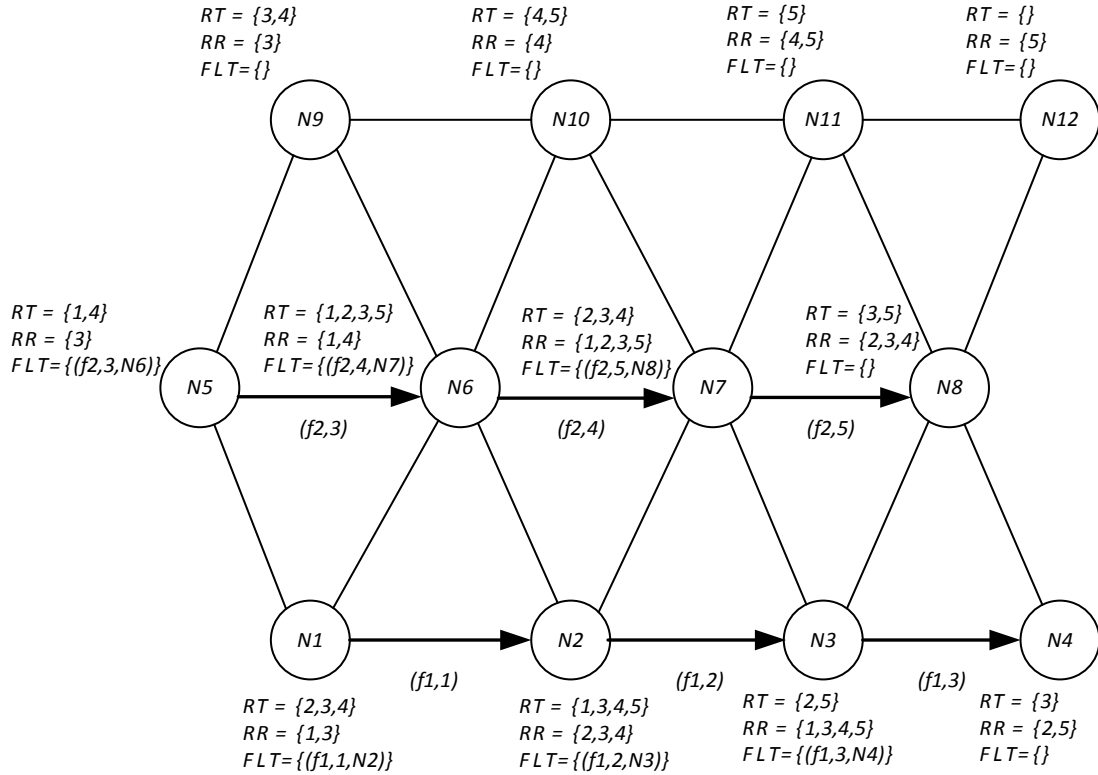 RT = {3,4}
RR = {3}
FLT={}
RT = {4,5}
RR = {4}
FLT={}
RT = {5}
RR = {4,5}
FLT={}
RT = {}
RR = {5}
FLT={}
N9
N10
N11
N12
RT = {1,4}
RR = {3}
FLT={(f2,3,N6)}
RT = {1,2,3,5}
RR = {1,4}
FLT={(f2,4,N7)}
RT = {2,3,4}
RR = {1,2,3,5}
FLT={(f2,5,N8)}
RT = {3,5}
RR = {2,3,4}
FLT={}
N5
N6
N7
N8
(f2,3)
(f2,4)
(f2,5)
N1
N2
N3
N4
(f1,1)
(f1,2)
(f1,3)
RT = {2,3,4}
RR = {1,3}
FLT={(f1,1,N2)}
RT = {1,3,4,5}
RR = {2,3,4}
FLT={(f1,2,N3)}
RT = {2,5}
RR = {1,3,4,5}
FLT={(f1,3,N4)}
RT = {3}
RR = {2,5}
FLT={}